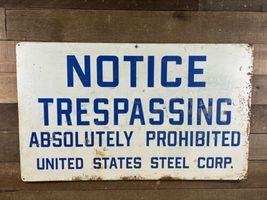 NOTICE
TRESPASSING
ABSOLUTELY PROHIBITED
UNITED STATES STEEL CORP.